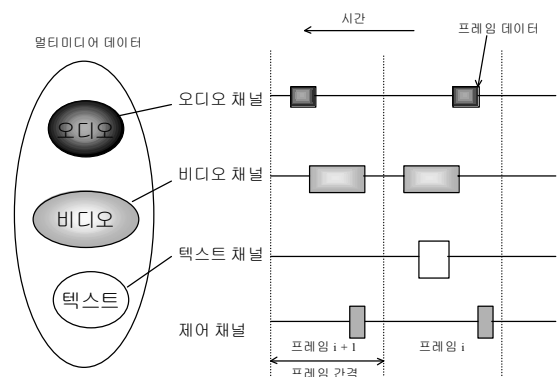 멀티미디어 데이터
오디오
비디오
텍스트
시간
프레임 데이터
오디오 채널
비디오 채널
텍스트 채널
제어 채널
프레임 i + 1
프레임 i
프레임 간격